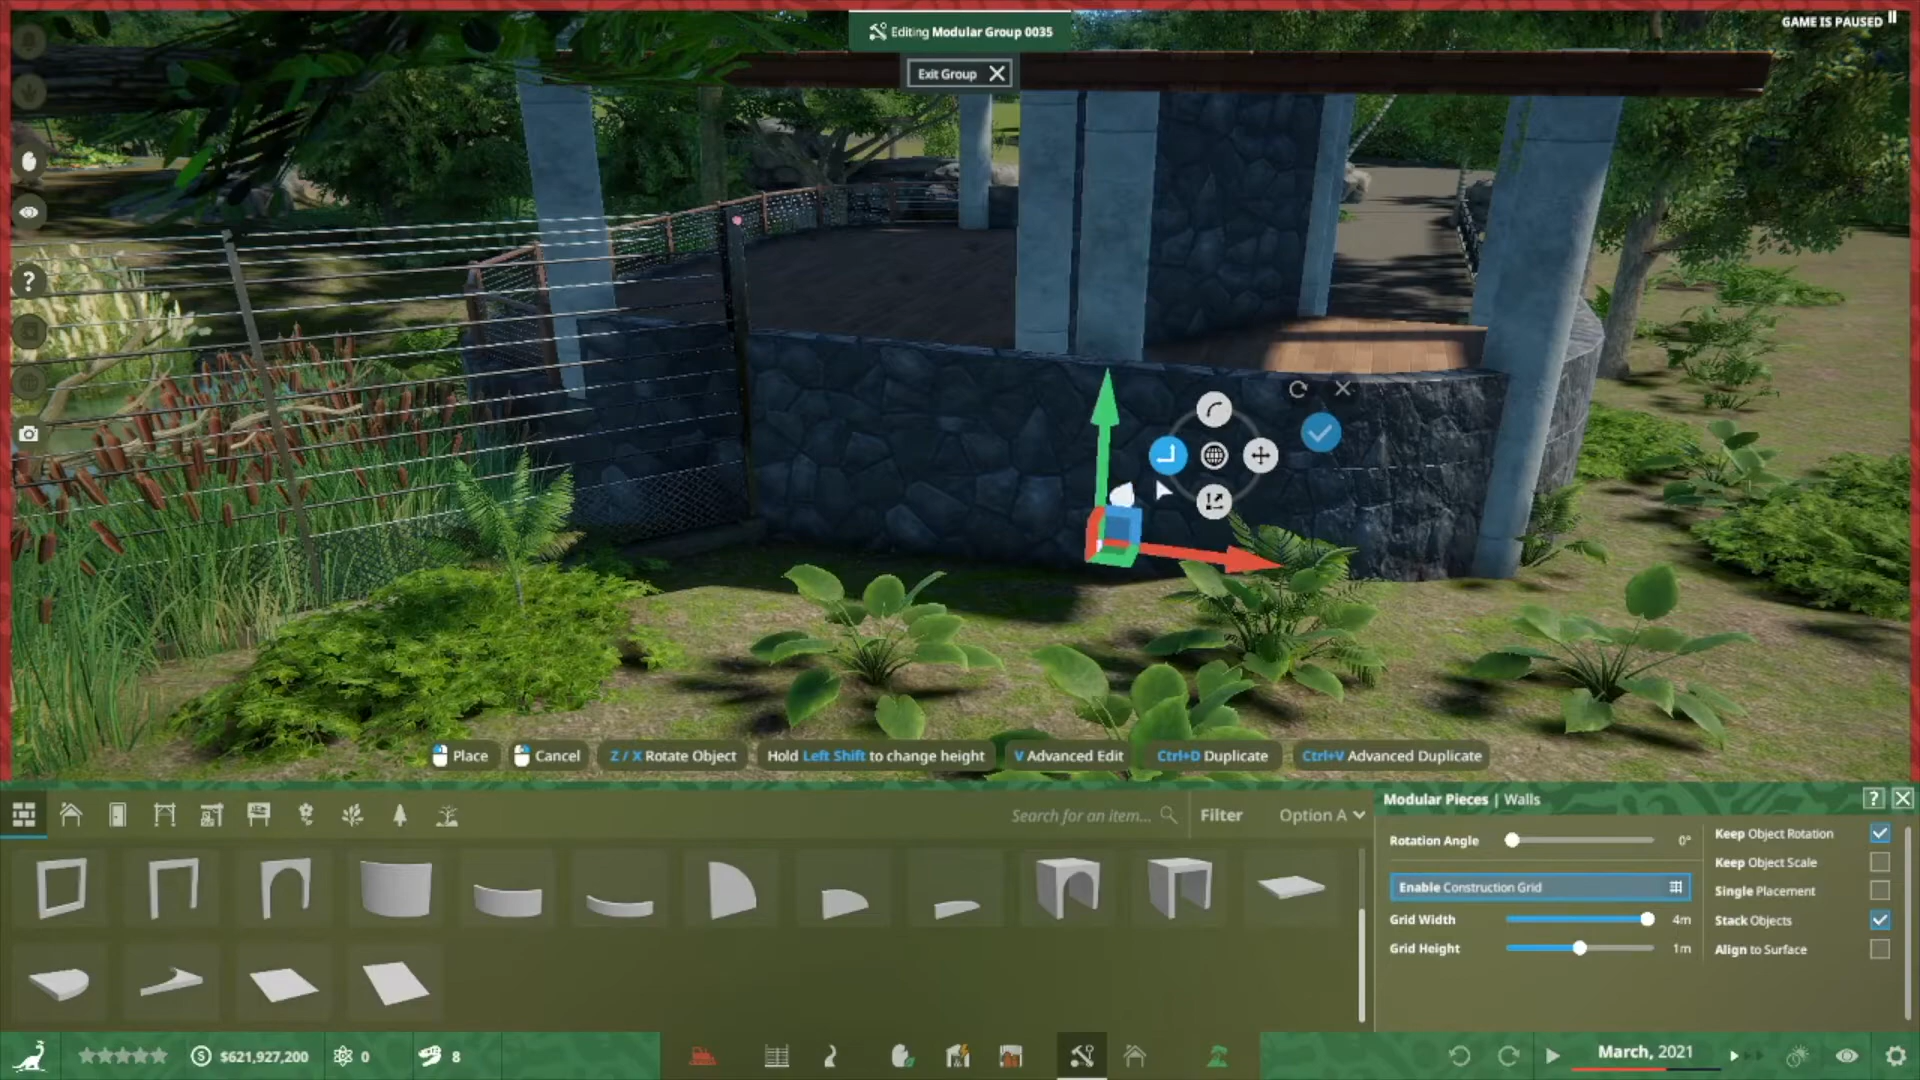 GAME IS PAUSED
Editing Modular Group 0035
Exit Group
?
Place
Cancel
Z / X Rotate Object
Hold Left Shift to change height
V Advanced Edit
Ctrl+D Duplicate
Ctrl+V Advanced Duplicate
Search for an item...
Filter
Option A
Modular Pieces | Walls
?
Rotation Angle
0°
Enable Construction Grid
Grid Width
4m
Grid Height
1m
Keep Object Rotation
Keep Object Scale
Single Placement
Stack Objects
Align to Surface
$621,927,200
0
8
March, 2021